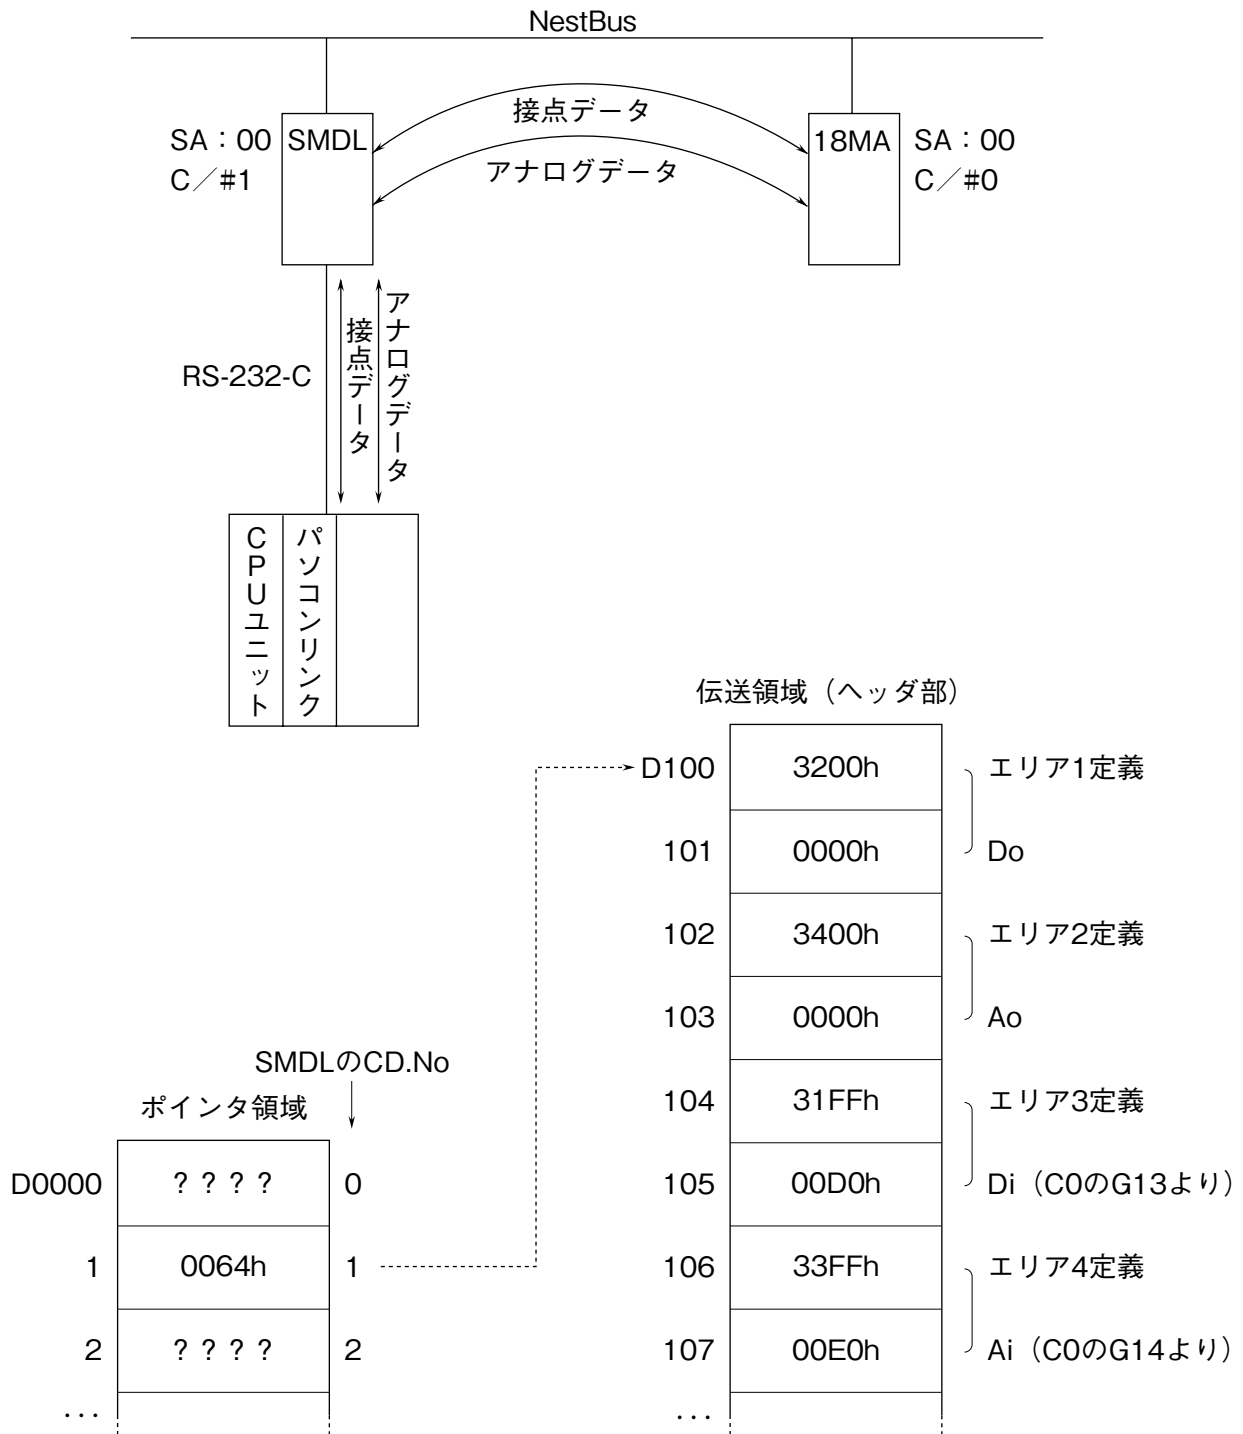 NestBus
接点データ
SA：00
C／#1
SMDL
18MA
SA：00
C／#0
アナログデータ
RS-232-C
接点データ
アナログデータ
CPUユニット
パソコンリンク
伝送領域（ヘッダ部）
D100 3200h エリア1定義
101 0000h Do
102 3400h エリア2定義
103 0000h Ao
104 31FFh エリア3定義
105 00D0h Di（C0のG13より）
106 33FFh エリア4定義
107 00E0h Ai（C0のG14より）
...
SMDLのCD.No
ポインタ領域
D0000 ？？？？ 0
1 0064h 1
2 ？？？？ 2
...